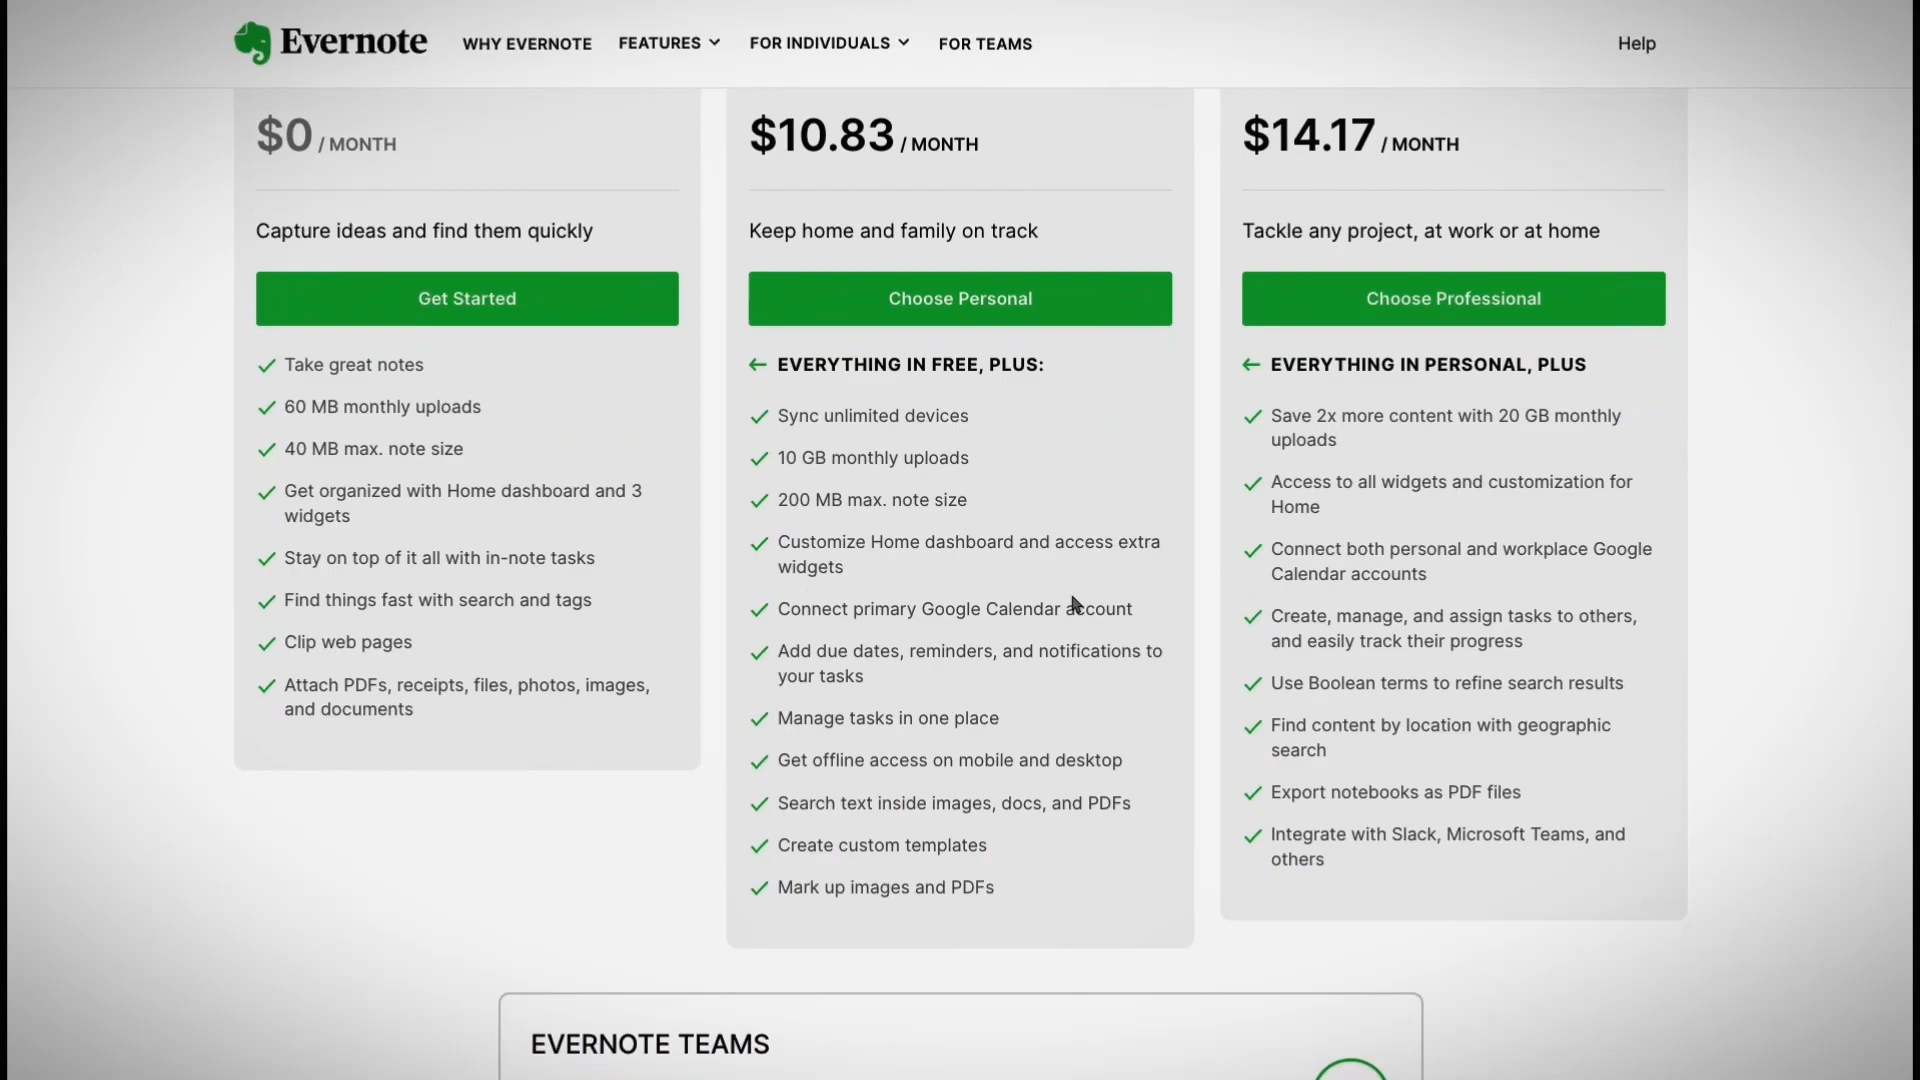 Evernote
WHY EVERNOTE
FEATURES
FOR INDIVIDUALS
FOR TEAMS
Help
$0 / MONTH
Capture ideas and find them quickly
Get Started
Take great notes
60 MB monthly uploads
40 MB max. note size
Get organized with Home dashboard and 3
widgets
Stay on top of it all with in-note tasks
Find things fast with search and tags
Clip web pages
Attach PDFs, receipts, files, photos, images,
and documents
$10.83 / MONTH
Keep home and family on track
Choose Personal
EVERYTHING IN FREE, PLUS:
Sync unlimited devices
10 GB monthly uploads
200 MB max. note size
Customize Home dashboard and access extra
widgets
Connect primary Google Calendar account
Add due dates, reminders, and notifications to
your tasks
Manage tasks in one place
Get offline access on mobile and desktop
Search text inside images, docs, and PDFs
Create custom templates
Mark up images and PDFs
$14.17 / MONTH
Tackle any project, at work or at home
Choose Professional
EVERYTHING IN PERSONAL, PLUS
Save 2x more content with 20 GB monthly
uploads
Access to all widgets and customization for
Home
Connect both personal and workplace Google
Calendar accounts
Create, manage, and assign tasks to others,
and easily track their progress
Use Boolean terms to refine search results
Find content by location with geographic
search
Export notebooks as PDF files
Integrate with Slack, Microsoft Teams, and
others
EVERNOTE TEAMS